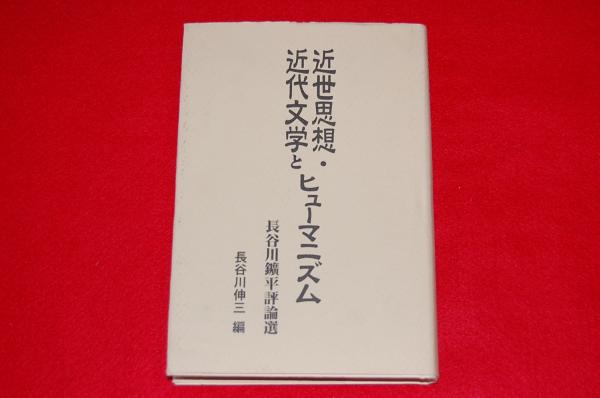 近世思想・
近代文学とヒューマニズム
長谷川鑛平評論選
長谷川伸三 編